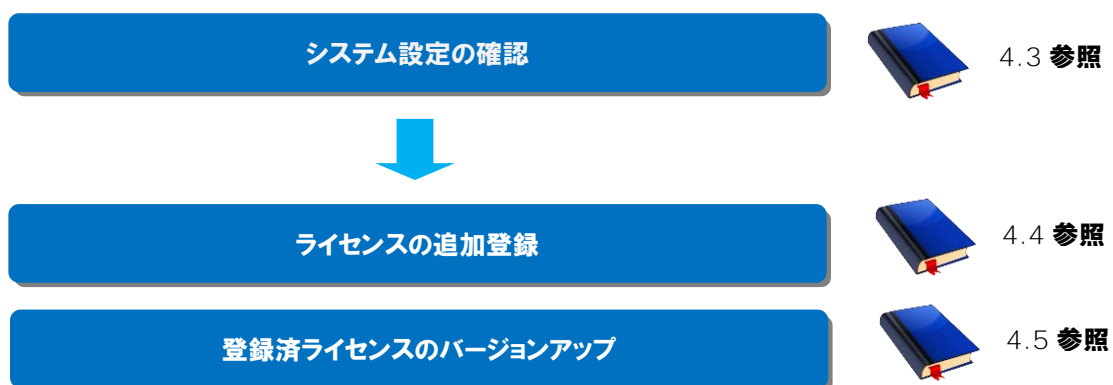 システム設定の確認
4.3 参照
ライセンスの追加登録
4.4 参照
登録済ライセンスのバージョンアップ
4.5 参照